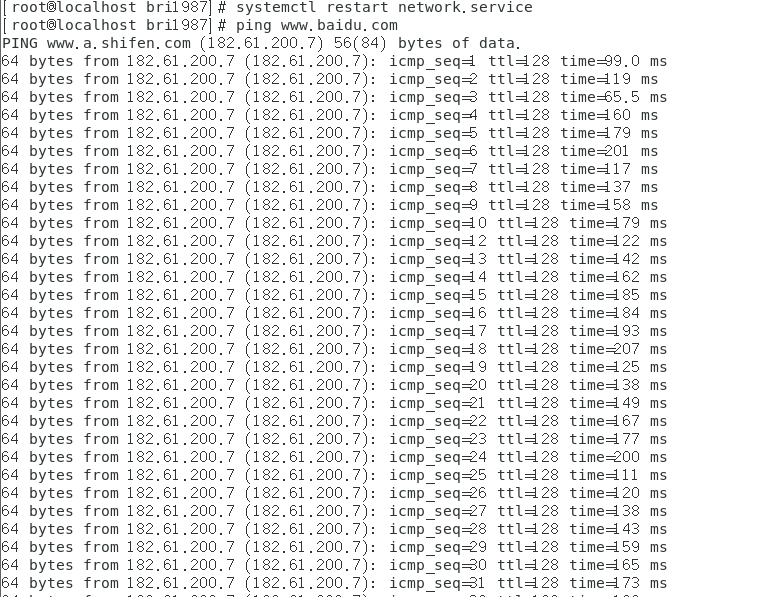 [root@localhost bri1987]# systemctl restart network.service
[root@localhost bri1987]# ping www.baidu.com
PING www.a.shifen.com (182.61.200.7) 56(84) bytes of data.
64 bytes from 182.61.200.7 (182.61.200.7): icmp_seq=1 ttl=128 time=99.0 ms
64 bytes from 182.61.200.7 (182.61.200.7): icmp_seq=2 ttl=128 time=119 ms
64 bytes from 182.61.200.7 (182.61.200.7): icmp_seq=3 ttl=128 time=65.5 ms
64 bytes from 182.61.200.7 (182.61.200.7): icmp_seq=4 ttl=128 time=160 ms
64 bytes from 182.61.200.7 (182.61.200.7): icmp_seq=5 ttl=128 time=179 ms
64 bytes from 182.61.200.7 (182.61.200.7): icmp_seq=6 ttl=128 time=201 ms
64 bytes from 182.61.200.7 (182.61.200.7): icmp_seq=7 ttl=128 time=117 ms
64 bytes from 182.61.200.7 (182.61.200.7): icmp_seq=8 ttl=128 time=137 ms
64 bytes from 182.61.200.7 (182.61.200.7): icmp_seq=9 ttl=128 time=158 ms
64 bytes from 182.61.200.7 (182.61.200.7): icmp_seq=10 ttl=128 time=179 ms
64 bytes from 182.61.200.7 (182.61.200.7): icmp_seq=12 ttl=128 time=122 ms
64 bytes from 182.61.200.7 (182.61.200.7): icmp_seq=13 ttl=128 time=142 ms
64 bytes from 182.61.200.7 (182.61.200.7): icmp_seq=14 ttl=128 time=162 ms
64 bytes from 182.61.200.7 (182.61.200.7): icmp_seq=15 ttl=128 time=185 ms
64 bytes from 182.61.200.7 (182.61.200.7): icmp_seq=16 ttl=128 time=184 ms
64 bytes from 182.61.200.7 (182.61.200.7): icmp_seq=17 ttl=128 time=193 ms
64 bytes from 182.61.200.7 (182.61.200.7): icmp_seq=18 ttl=128 time=207 ms
64 bytes from 182.61.200.7 (182.61.200.7): icmp_seq=19 ttl=128 time=125 ms
64 bytes from 182.61.200.7 (182.61.200.7): icmp_seq=20 ttl=128 time=138 ms
64 bytes from 182.61.200.7 (182.61.200.7): icmp_seq=21 ttl=128 time=149 ms
64 bytes from 182.61.200.7 (182.61.200.7): icmp_seq=22 ttl=128 time=167 ms
64 bytes from 182.61.200.7 (182.61.200.7): icmp_seq=23 ttl=128 time=177 ms
64 bytes from 182.61.200.7 (182.61.200.7): icmp_seq=24 ttl=128 time=200 ms
64 bytes from 182.61.200.7 (182.61.200.7): icmp_seq=25 ttl=128 time=111 ms
64 bytes from 182.61.200.7 (182.61.200.7): icmp_seq=26 ttl=128 time=120 ms
64 bytes from 182.61.200.7 (182.61.200.7): icmp_seq=27 ttl=128 time=138 ms
64 bytes from 182.61.200.7 (182.61.200.7): icmp_seq=28 ttl=128 time=143 ms
64 bytes from 182.61.200.7 (182.61.200.7): icmp_seq=29 ttl=128 time=159 ms
64 bytes from 182.61.200.7 (182.61.200.7): icmp_seq=30 ttl=128 time=165 ms
64 bytes from 182.61.200.7 (182.61.200.7): icmp_seq=31 ttl=128 time=173 ms